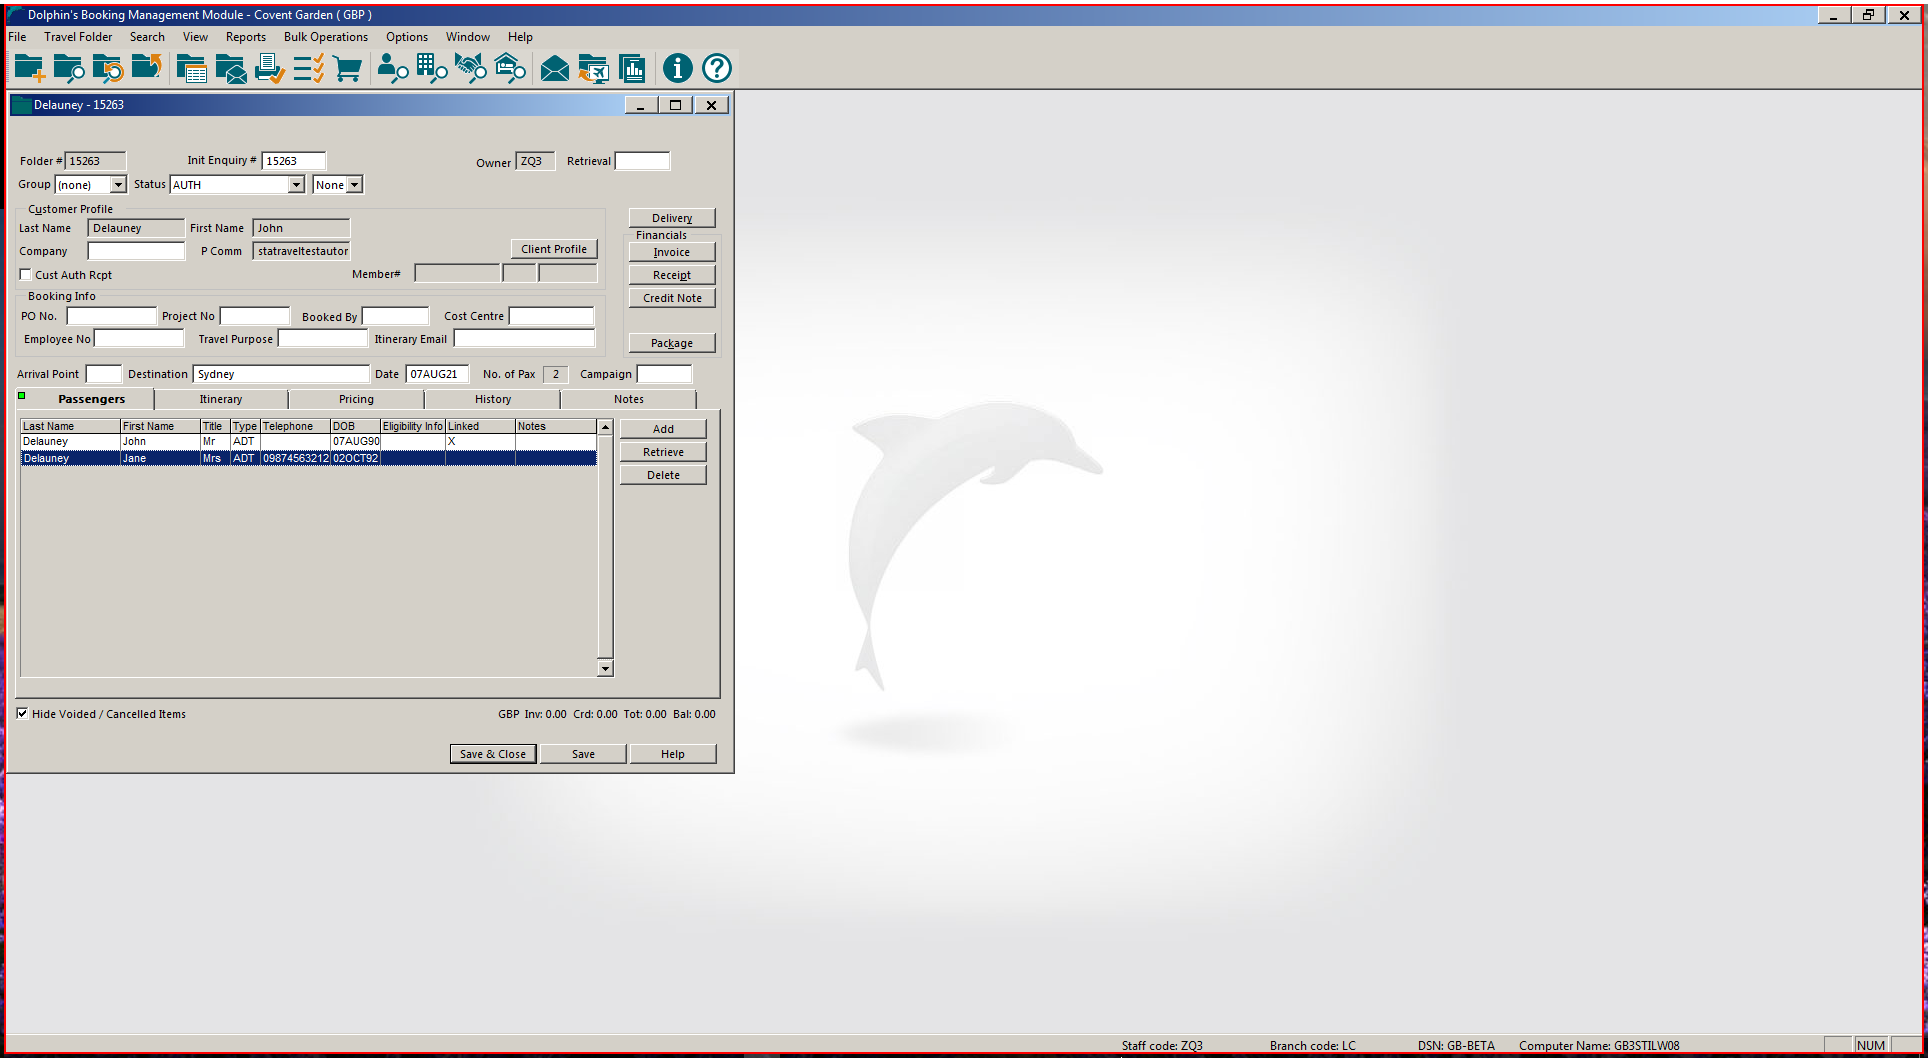 Dolphin's Booking Management Module - Covent Garden ( GBP )
File Travel Folder Search View Reports Bulk Operations Options Window Help
Delauney - 15263
Folder # 15263 Init Enquiry # 15263 Owner ZQ3 Retrieval
Group (none) Status AUTH None
Customer Profile
Last Name Delauney First Name John
Company P Comm statraveltestautor Client Profile
Cust Auth Rcpt Member#
Delivery
Financials
Invoice
Receipt
Credit Note
Package
Booking Info
PO No. Project No Booked By Cost Centre
Employee No Travel Purpose Itinerary Email
Arrival Point Destination Sydney Date 07AUG21 No. of Pax 2 Campaign
Passengers Itinerary Pricing History Notes
Last Name First Name Title Type Telephone DOB Eligibility Info Linked Notes
Delauney John Mr ADT 07AUG90 X
Delauney Jane Mrs ADT 09874563212 02OCT92
Add
Retrieve
Delete
Hide Voided / Cancelled Items GBP Inv: 0.00 Crd: 0.00 Tot: 0.00 Bal: 0.00
Save & Close Save Help
Staff code: ZQ3 Branch code: LC DSN: GB-BETA Computer Name: GB3STILW08 NUM